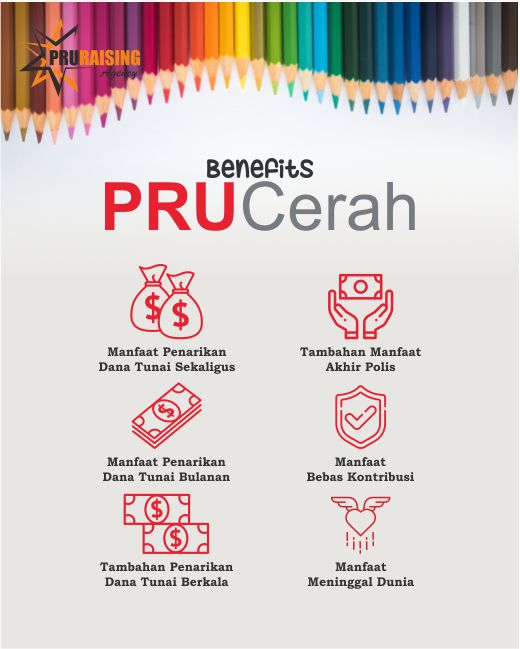 PRURAISING
Agency
Benefits
PRUCerah
Manfaat Penarikan
Dana Tunai Sekaligus
Tambahan Manfaat
Akhir Polis
Manfaat Penarikan
Dana Tunai Bulanan
Manfaat
Bebas Kontribusi
Tambahan Penarikan
Dana Tunai Berkala
Manfaat
Meninggal Dunia